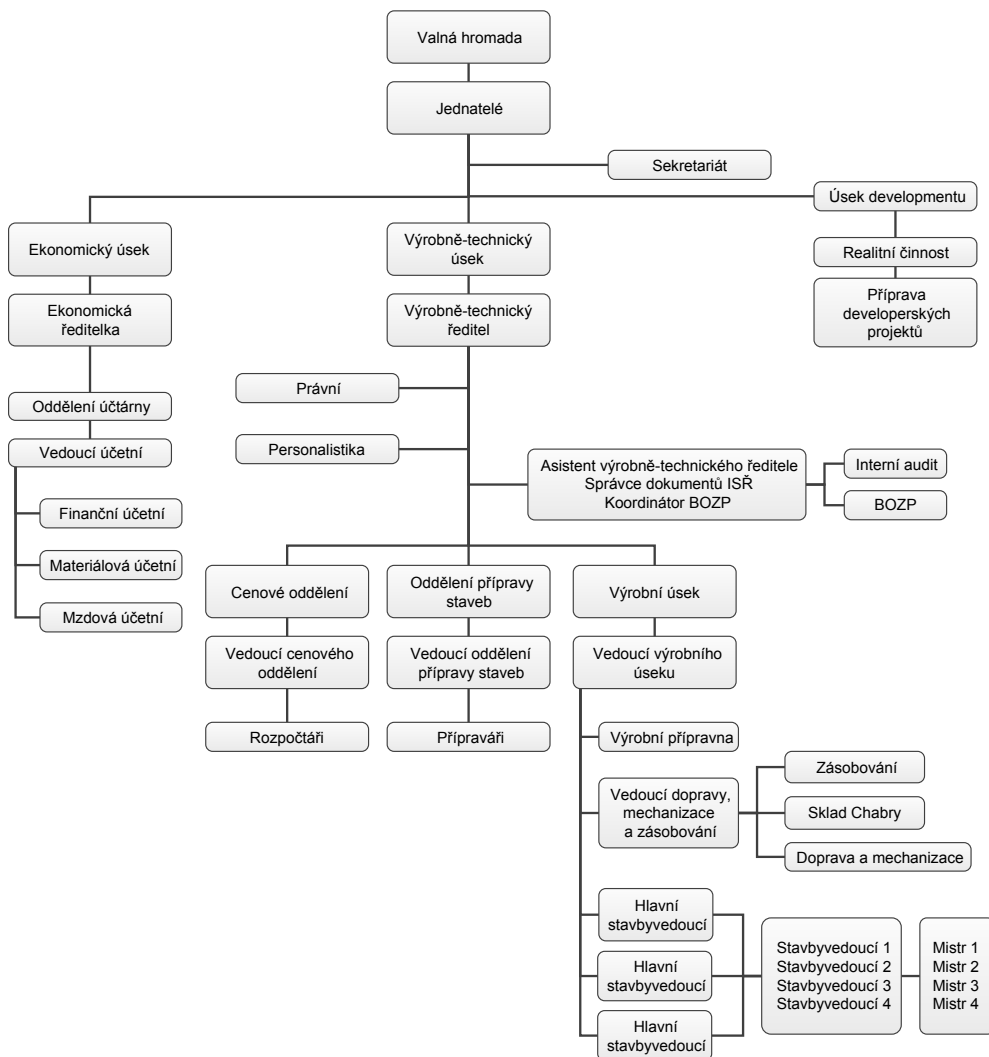 Valná hromada
Jednatelé
Sekretariát
Úsek developmentu
Ekonomický úsek
Výrobně-technický
úsek
Realitní činnost
Ekonomická
ředitelka
Výrobně-technický
ředitel
Příprava
developerských
projektů
Právní
Oddělení účtárny
Personalistika
Vedoucí účetní
Asistent výrobně-technického ředitele
Správce dokumentů ISŘ
Koordinátor BOZP
Interní audit
BOZP
Finanční účetní
Materiálová účetní
Mzdová účetní
Cenové oddělení
Oddělení přípravy
staveb
Výrobní úsek
Vedoucí cenového
oddělení
Vedoucí oddělení
přípravy staveb
Vedoucí výrobního
úseku
Rozpočtáři
Přípraváři
Výrobní přípravna
Vedoucí dopravy,
mechanizace
a zásobování
Zásobování
Sklad Chabry
Doprava a mechanizace
Hlavní
stavbyvedoucí
Hlavní
stavbyvedoucí
Hlavní
stavbyvedoucí
Stavbyvedoucí 1
Stavbyvedoucí 2
Stavbyvedoucí 3
Stavbyvedoucí 4
Mistr 1
Mistr 2
Mistr 3
Mistr 4